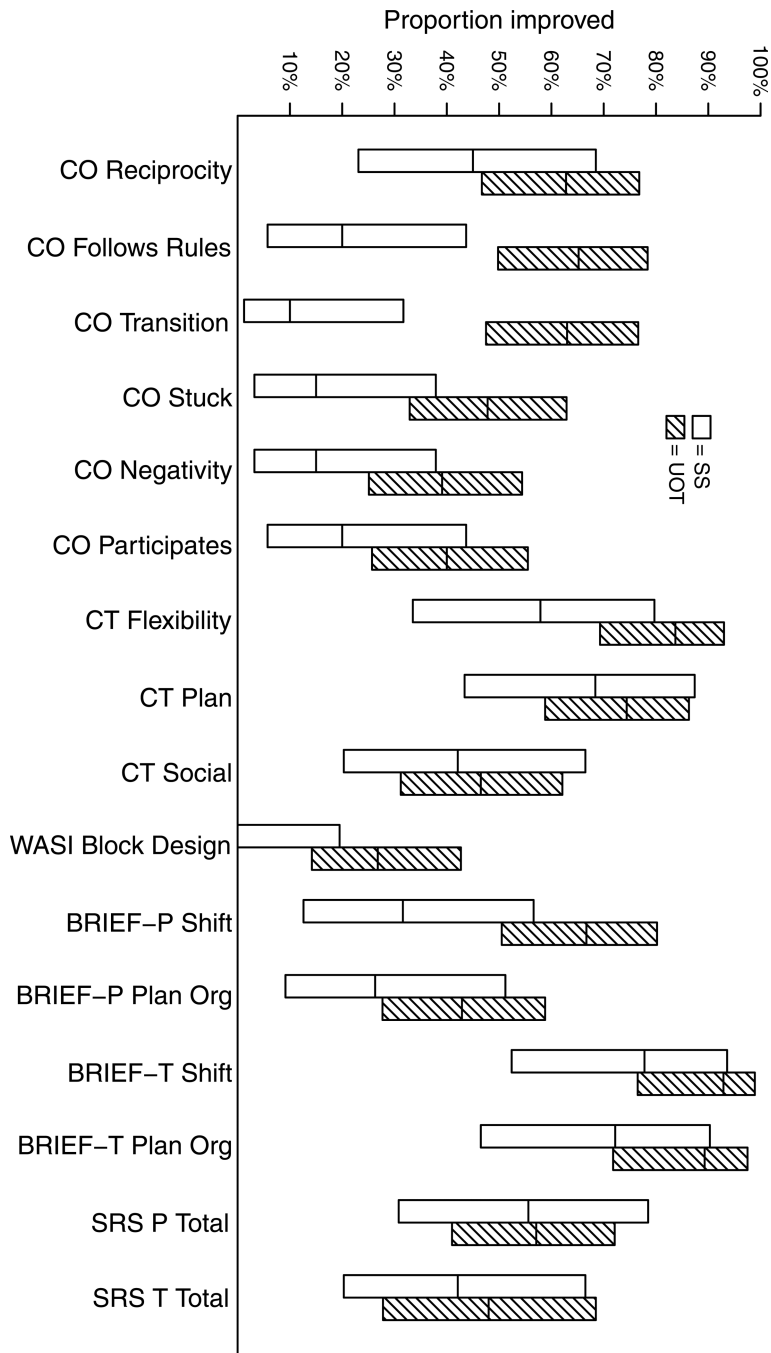 Proportion improved
10%
20%
30%
40%
50%
60%
70%
80%
90%
100%
CO Reciprocity
CO Follows Rules
CO Transition
CO Stuck
= SS
= UOT
CO Negativity
CO Participates
CT Flexibility
CT Plan
CT Social
WASI Block Design
BRIEF−P Shift
BRIEF−P Plan Org
BRIEF−T Shift
BRIEF−T Plan Org
SRS P Total
SRS T Total